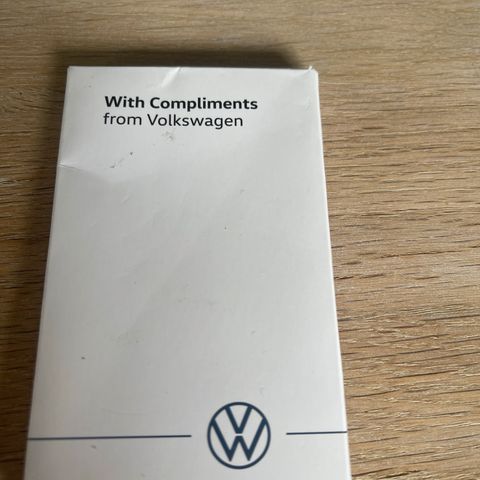 With Compliments
from Volkswagen